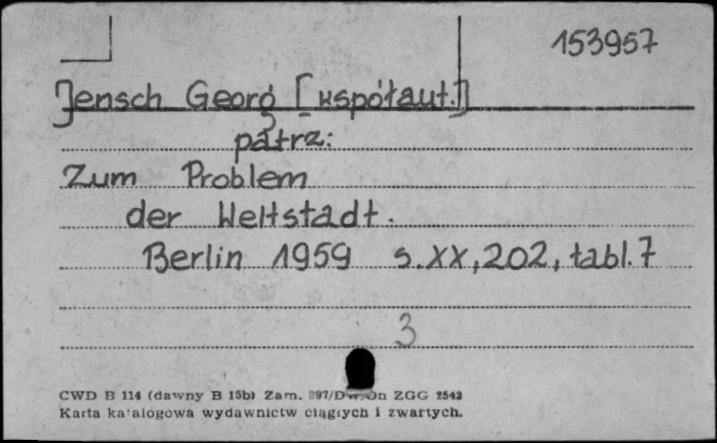 153957
Jensch Georg [współaut.]
patrz:
Zum Problem
der Weltstadt.
Berlin 1959 s.XX,202, tabl.7
3
CWD B 114 (dawny B 15b) Zam. 897/ ZGG 2542
Karta katalogowa wydawnictw ciągłych i zwartych.